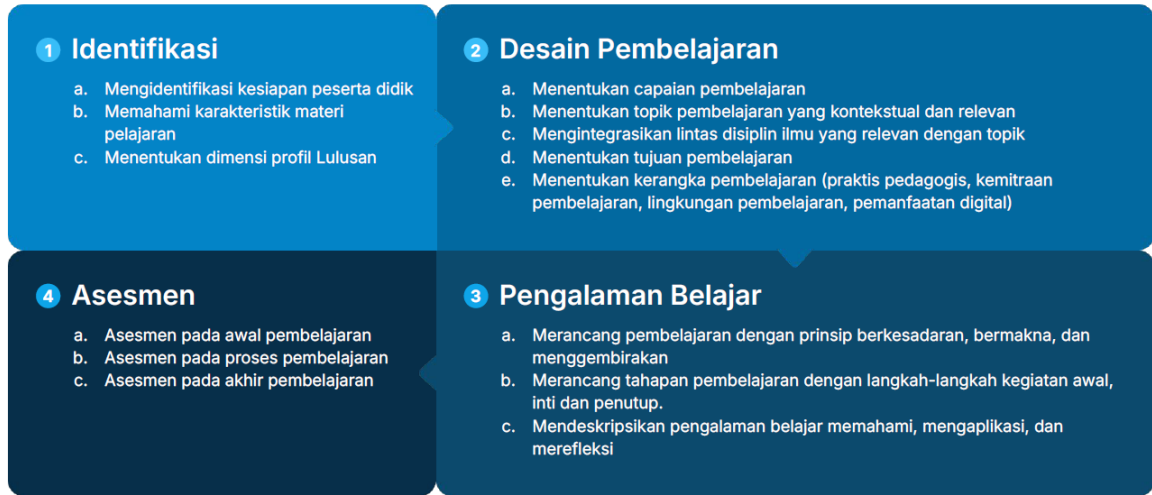 1 Identifikasi
a. Mengidentifikasi kesiapan peserta didik
b. Memahami karakteristik materi
pelajaran
c. Menentukan dimensi profil Lulusan
2 Desain Pembelajaran
a. Menentukan capaian pembelajaran
b. Menentukan topik pembelajaran yang kontekstual dan relevan
c. Mengintegrasikan lintas disiplin ilmu yang relevan dengan topik
d. Menentukan tujuan pembelajaran
e. Menentukan kerangka pembelajaran (praktis pedagogis, kemitraan
pembelajaran, lingkungan pembelajaran, pemanfaatan digital)
3 Pengalaman Belajar
a. Merancang pembelajaran dengan prinsip berkesadaran, bermakna, dan
menggembirakan
b. Merancang tahapan pembelajaran dengan langkah-langkah kegiatan awal,
inti dan penutup.
c. Mendeskripsikan pengalaman belajar memahami, mengaplikasi, dan
merefleksi
4 Asesmen
a. Asesmen pada awal pembelajaran
b. Asesmen pada proses pembelajaran
c. Asesmen pada akhir pembelajaran